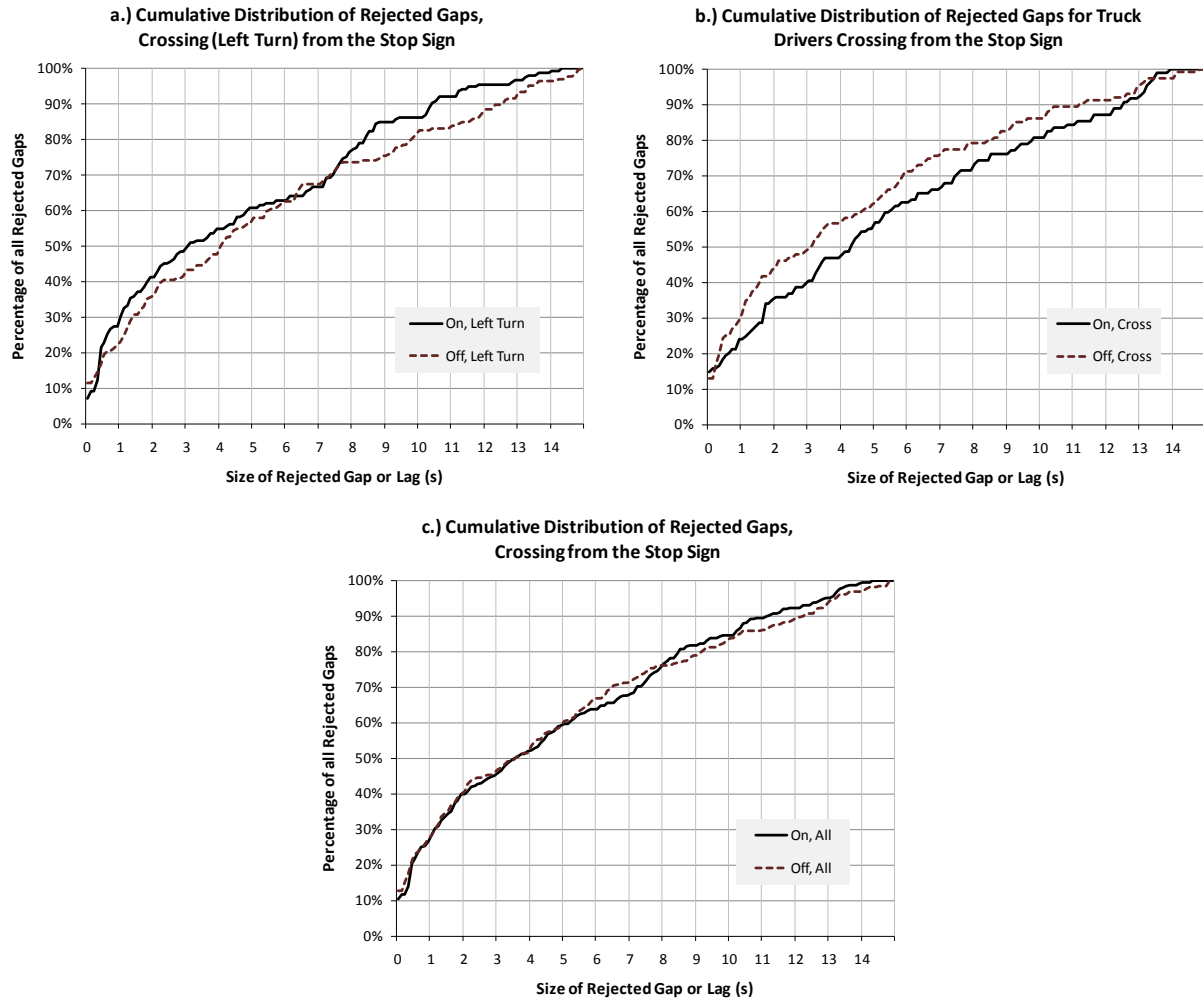 a.) Cumulative Distribution of Rejected Gaps,
Crossing (Left Turn) from the Stop Sign
100%
90%
80%
70%
60%
50%
40%
30%
20%
10%
0%
Percentage of all Rejected Gaps
On, Left Turn
Off, Left Turn
0 1 2 3 4 5 6 7 8 9 10 11 12 13 14
Size of Rejected Gap or Lag (s)
b.) Cumulative Distribution of Rejected Gaps for Truck
Drivers Crossing from the Stop Sign
100%
90%
80%
70%
60%
50%
40%
30%
20%
10%
0%
Percentage of all Rejected Gaps
On, Cross
Off, Cross
0 1 2 3 4 5 6 7 8 9 10 11 12 13 14
Size of Rejected Gap or Lag (s)
c.) Cumulative Distribution of Rejected Gaps,
Crossing from the Stop Sign
100%
90%
80%
70%
60%
50%
40%
30%
20%
10%
0%
Percentage of all Rejected Gaps
On, All
Off, All
0 1 2 3 4 5 6 7 8 9 10 11 12 13 14
Size of Rejected Gap or Lag (s)